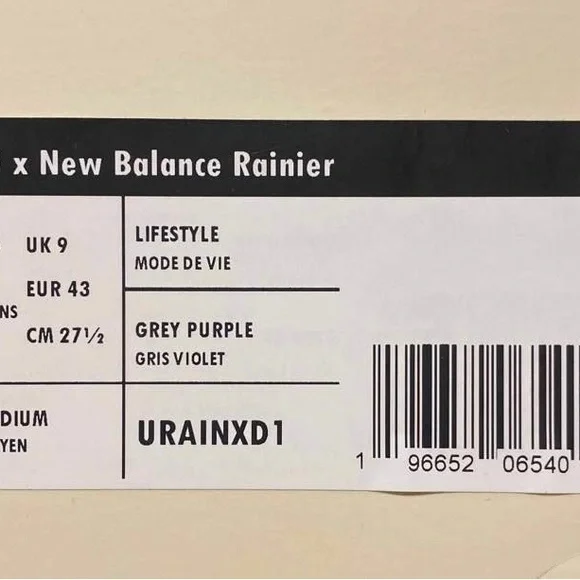 x New Balance Rainier
UK 9
EUR 43
NS
CM 27½
LIFESTYLE
MODE DE VIE
GREY PURPLE
GRIS VIOLET
DIUM
YEN
URAINXD1
1 96652 06540